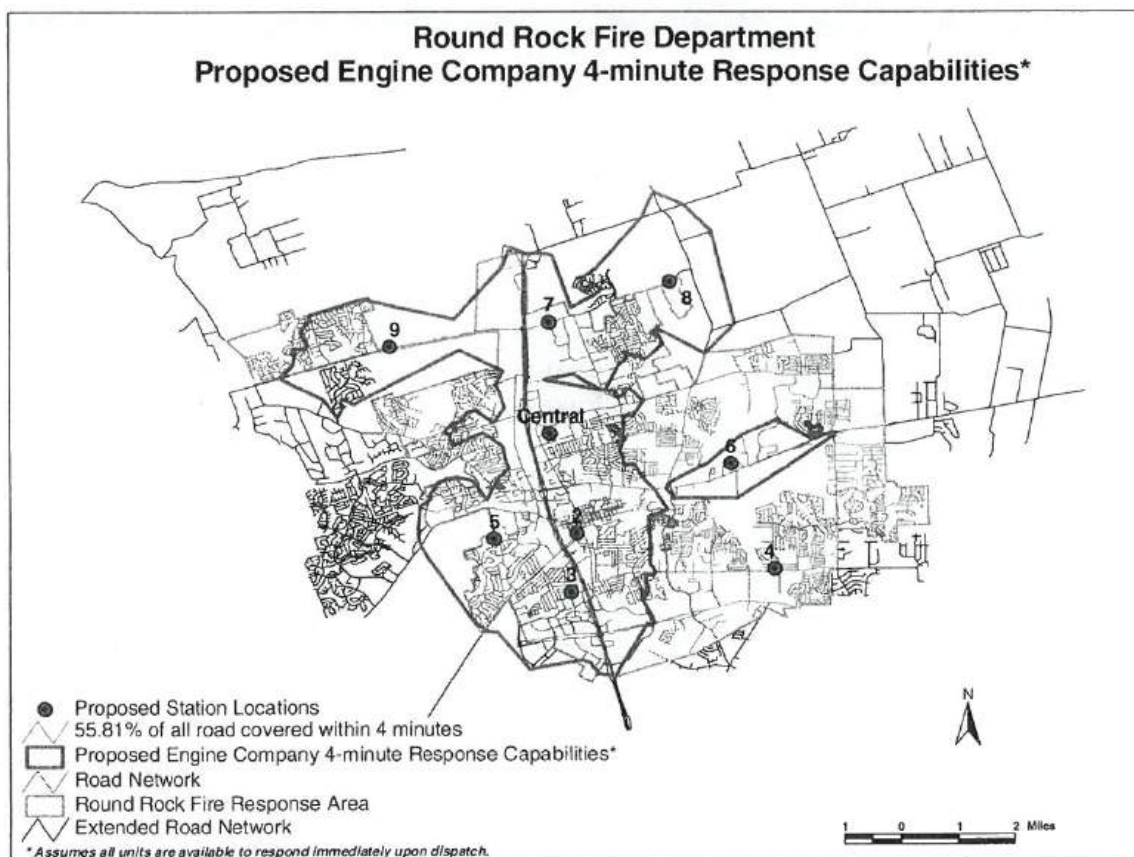 Round Rock Fire Department
Proposed Engine Company 4-minute Response Capabilities*
8
7
9
Central
6
2
5
4
3
Proposed Station Locations
55.81% of all road covered within 4 minutes
Proposed Engine Company 4-minute Response Capabilities*
Road Network
Round Rock Fire Response Area
Extended Road Network
* Assumes all units are available to respond immediately upon dispatch.
N
1 0 1 2 Miles